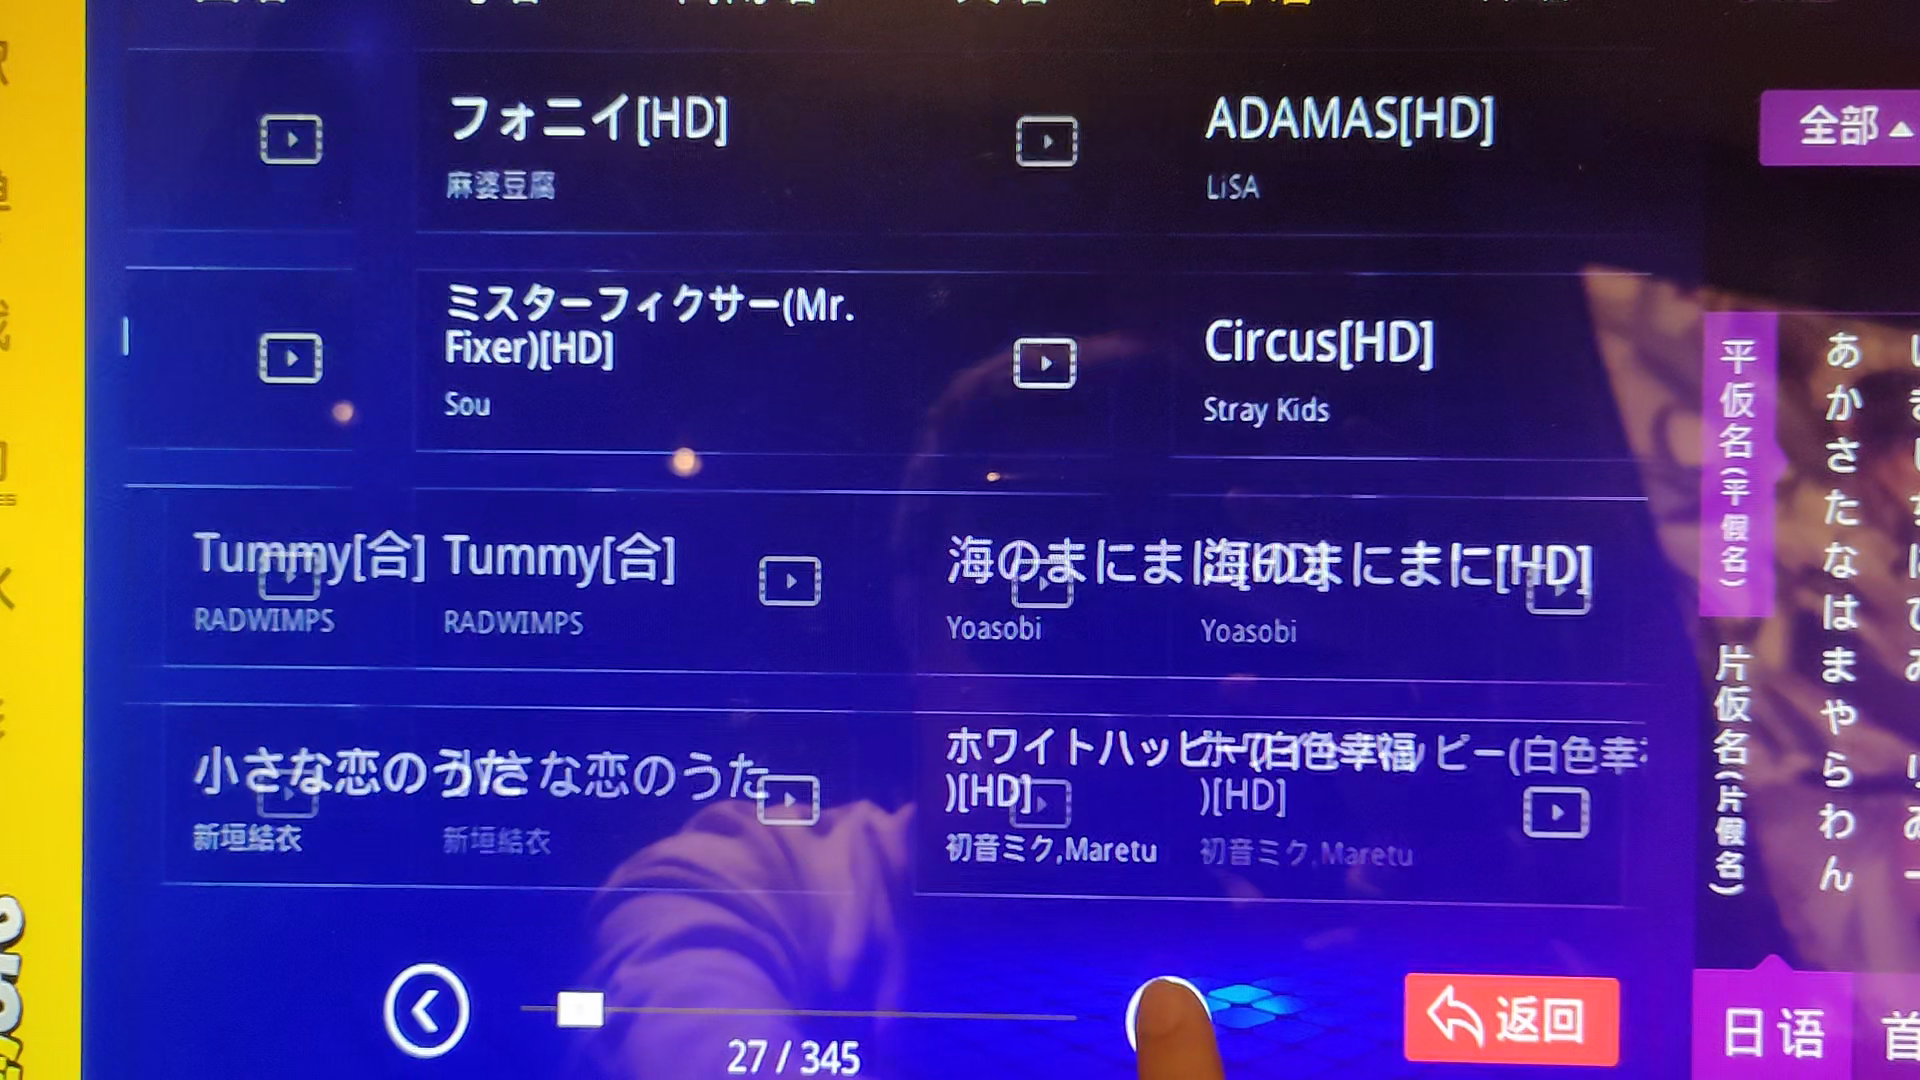 フォニイ[HD]
麻婆豆腐
ADAMAS[HD]
LiSA
全部
ミスターフィクサー(Mr.
Fixer)[HD]
Sou
Circus[HD]
Stray Kids
Tummy[合]
RADWIMPS
Tummy[合]
RADWIMPS
海のまにまに[HD]
Yoasobi
海のまにまに[HD]
Yoasobi
小さな恋のうた
新垣結衣
小さな恋のうた
新垣結衣
ホワイトハッピー(白色幸福
)[HD]
初音ミク,Maretu
ホワイトハッピー(白色幸福
)[HD]
初音ミク,Maretu
平仮名(平假名)
片仮名(片假名)
あかさたなはまやらわん
27 / 345
返回
日语
首